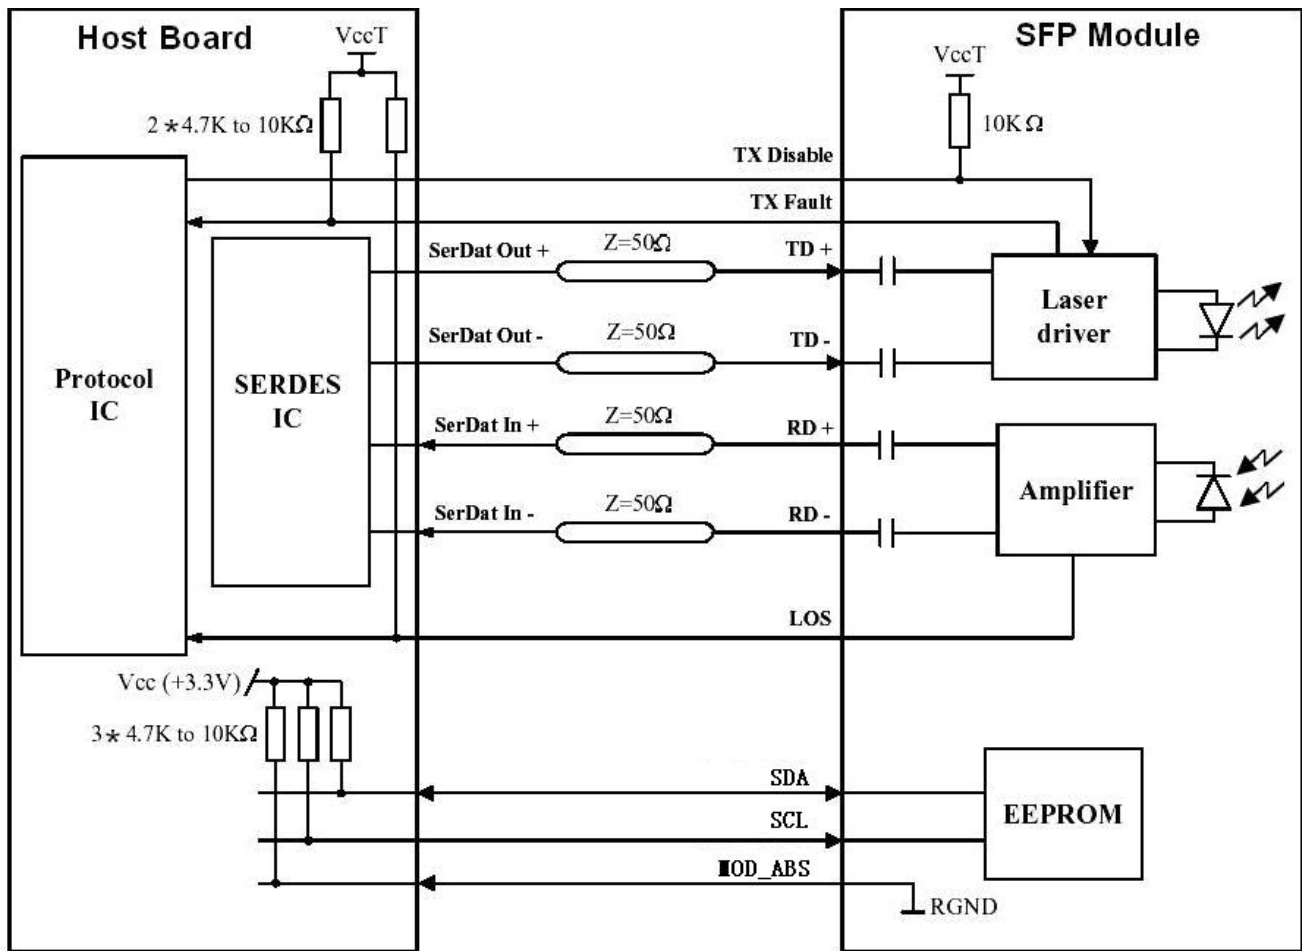 Host Board
SFP Module
VccT
VccT
2*4.7K to 10KΩ
10KΩ
TX Disable
TX Fault
SerDat Out +
Z=50Ω
TD +
SerDat Out -
Z=50Ω
TD -
Laser
driver
Protocol
IC
SERDES
IC
SerDat In +
Z=50Ω
RD +
SerDat In -
Z=50Ω
RD -
Amplifier
LOS
Vcc (+3.3V)
3* 4.7K to 10KΩ
SDA
SCL
MOD_ABS
EEPROM
RGND